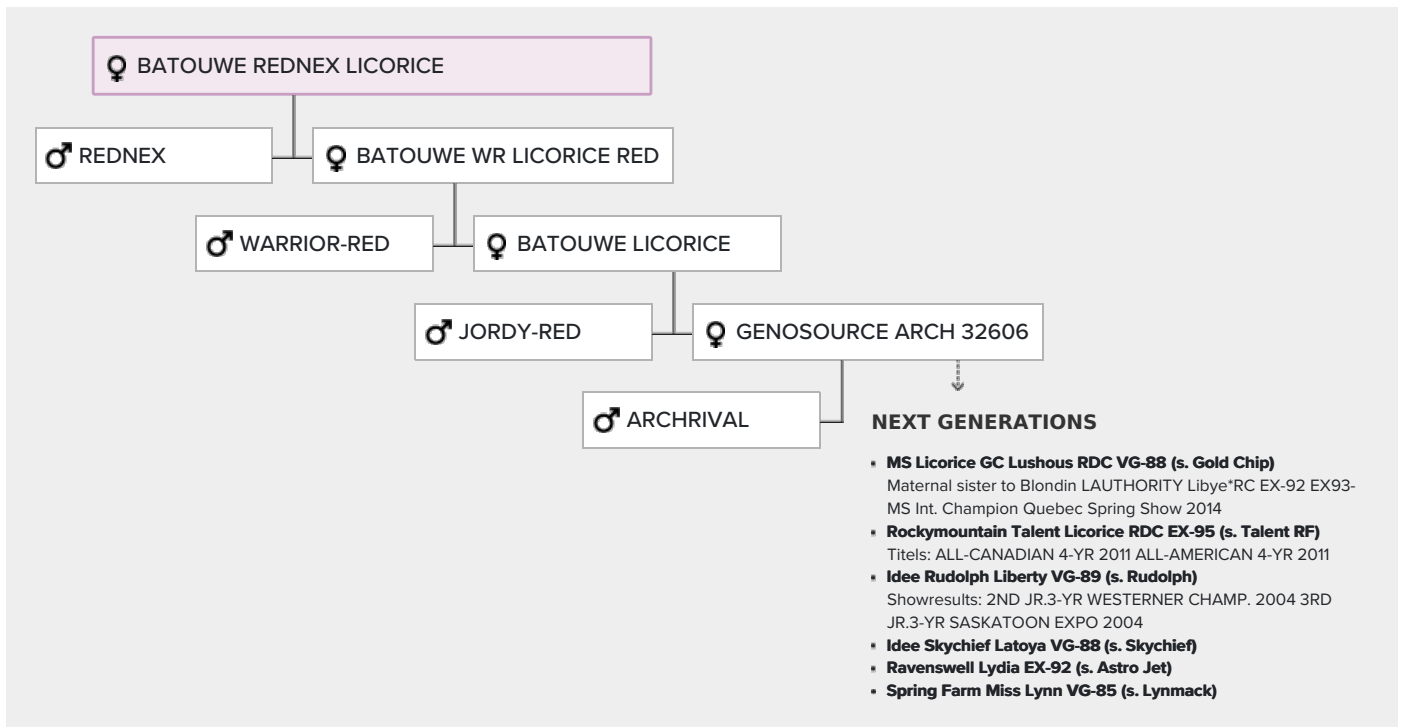 BATOUWE REDNEX LICORICE
REDNEX
BATOUWE WR LICORICE RED
WARRIOR-RED
BATOUWE LICORICE
JORDY-RED
GENOSOURCE ARCH 32606
ARCHRIVAL
NEXT GENERATIONS
MS Licorice GC Lushous RDC VG-88 (s. Gold Chip)
Maternal sister to Blondin LAUTHORITY Libye*RC EX-92 EX93-
MS Int. Champion Quebec Spring Show 2014
Rockymountain Talent Licorice RDC EX-95 (s. Talent RF)
Titels: ALL-CANADIAN 4-YR 2011 ALL-AMERICAN 4-YR 2011
Idee Rudolph Liberty VG-89 (s. Rudolph)
Showresults: 2ND JR.3-YR WESTERNER CHAMP. 2004 3RD
JR.3-YR SASKATOON EXPO 2004
Idee Skychief Latoya VG-88 (s. Skychief)
Ravenswell Lydia EX-92 (s. Astro Jet)
Spring Farm Miss Lynn VG-85 (s. Lynmack)